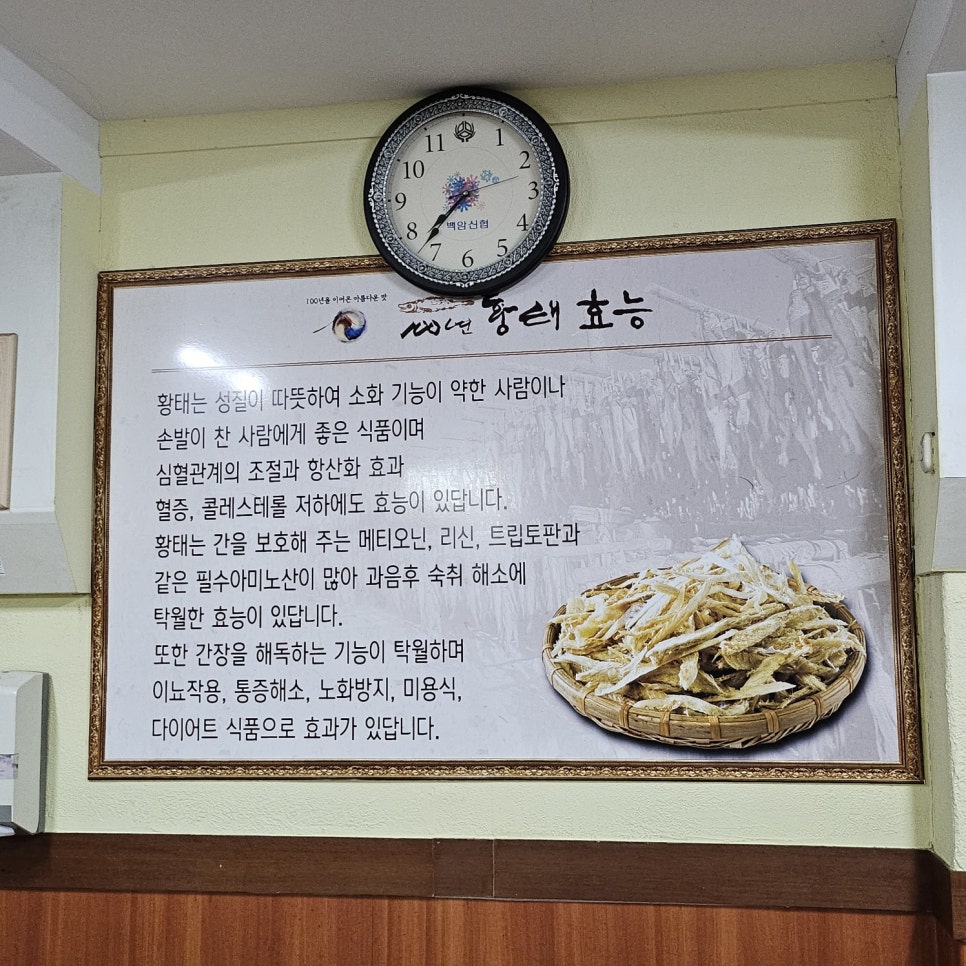 11 1
10 2
9 3
8 4
7 6 5
백암신협
100년을 이어온 아름다운 맛
100년 황태 효능
황태는 성질이 따뜻하여 소화 기능이 약한 사람이나
손발이 찬 사람에게 좋은 식품이며
심혈관계의 조절과 항산화 효과
혈증, 콜레스테롤 저하에도 효능이 있답니다.
황태는 간을 보호해 주는 메티오닌, 리신, 트립토판과
같은 필수아미노산이 많아 과음후 숙취 해소에
탁월한 효능이 있답니다.
또한 간장을 해독하는 기능이 탁월하며
이뇨작용, 통증해소, 노화방지, 미용식,
다이어트 식품으로 효과가 있답니다.